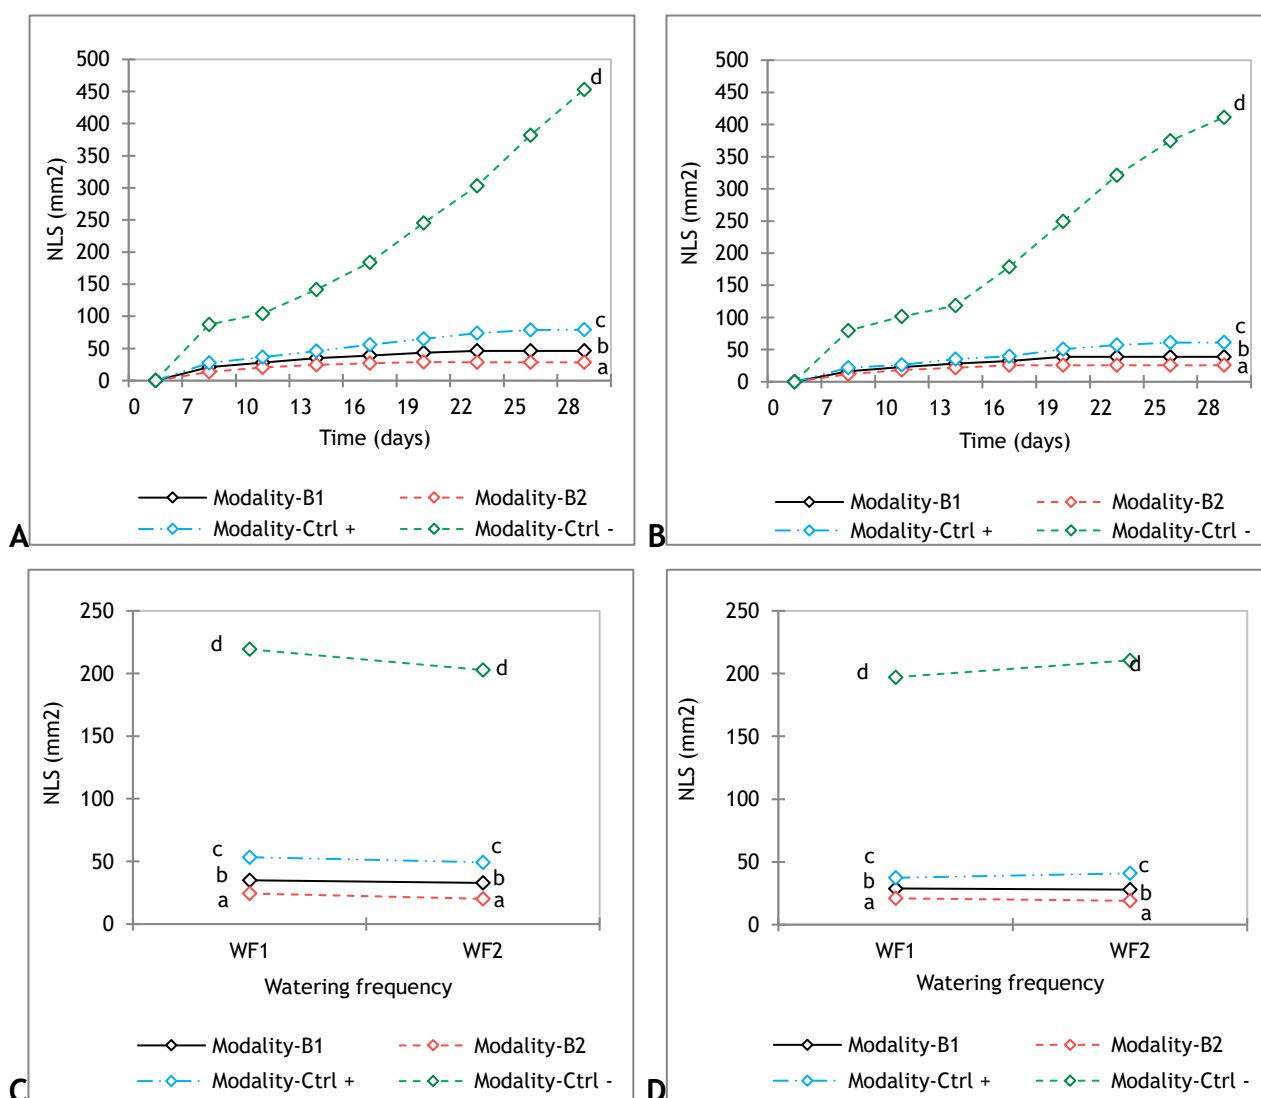 500
450
400
350
300
250
200
150
100
50
0
NLS (mm2)
d
c
b
a
0 7 10 13 16 19 22 25 28
Time (days)
Modality-B1 Modality-B2
Modality-Ctrl + Modality-Ctrl -
A
500
450
400
350
300
250
200
150
100
50
0
NLS (mm2)
d
c
b
a
0 7 10 13 16 19 22 25 28
Time (days)
Modality-B1 Modality-B2
Modality-Ctrl + Modality-Ctrl -
B
250
200
150
100
50
0
NLS (mm2)
d d
c c
b b
a a
WF1 WF2
Watering frequency
Modality-B1 Modality-B2
Modality-Ctrl + Modality-Ctrl -
C
250
200
150
100
50
0
NLS (mm2)
d d
c c
b b
a a
WF1 WF2
Watering frequency
Modality-B1 Modality-B2
Modality-Ctrl + Modality-Ctrl -
D